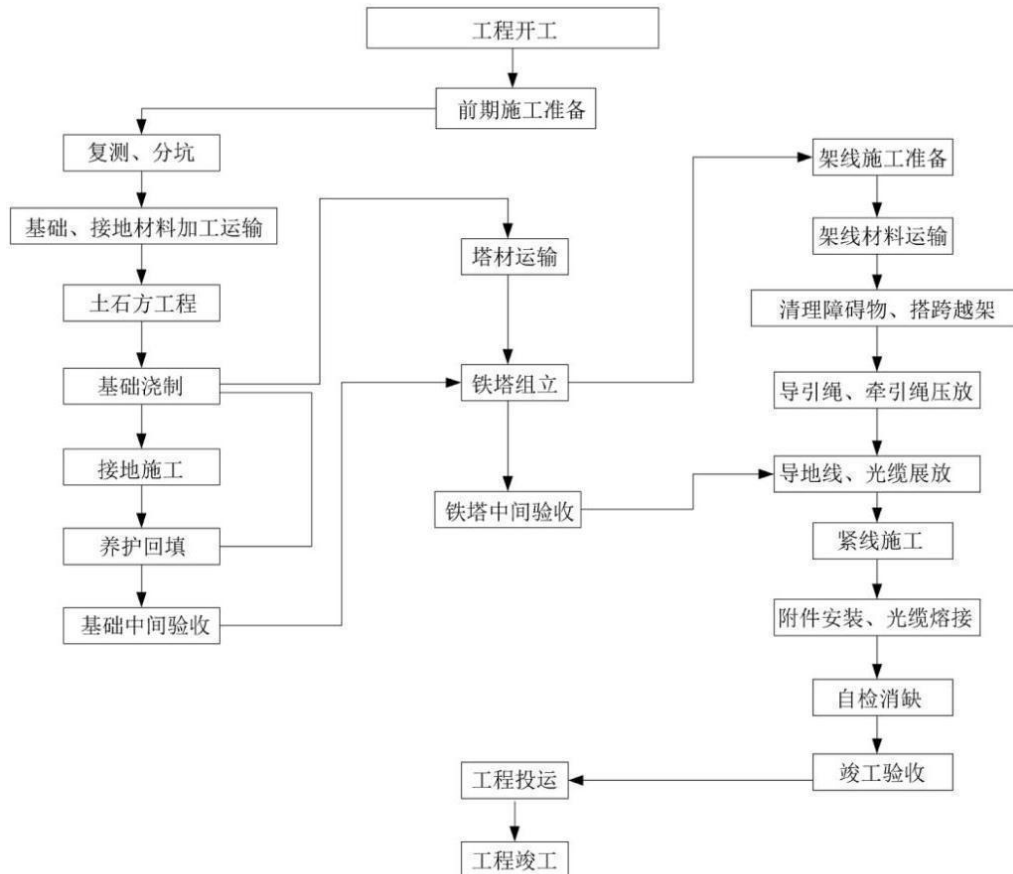 工程开工
前期施工准备
复测、分坑
基础、接地材料加工运输
土石方工程
基础浇制
接地施工
养护回填
基础中间验收
塔材运输
铁塔组立
铁塔中间验收
架线施工准备
架线材料运输
清理障碍物、搭跨越架
导引绳、牵引绳压放
导地线、光缆展放
紧线施工
附件安装、光缆熔接
自检消缺
竣工验收
工程投运
工程竣工